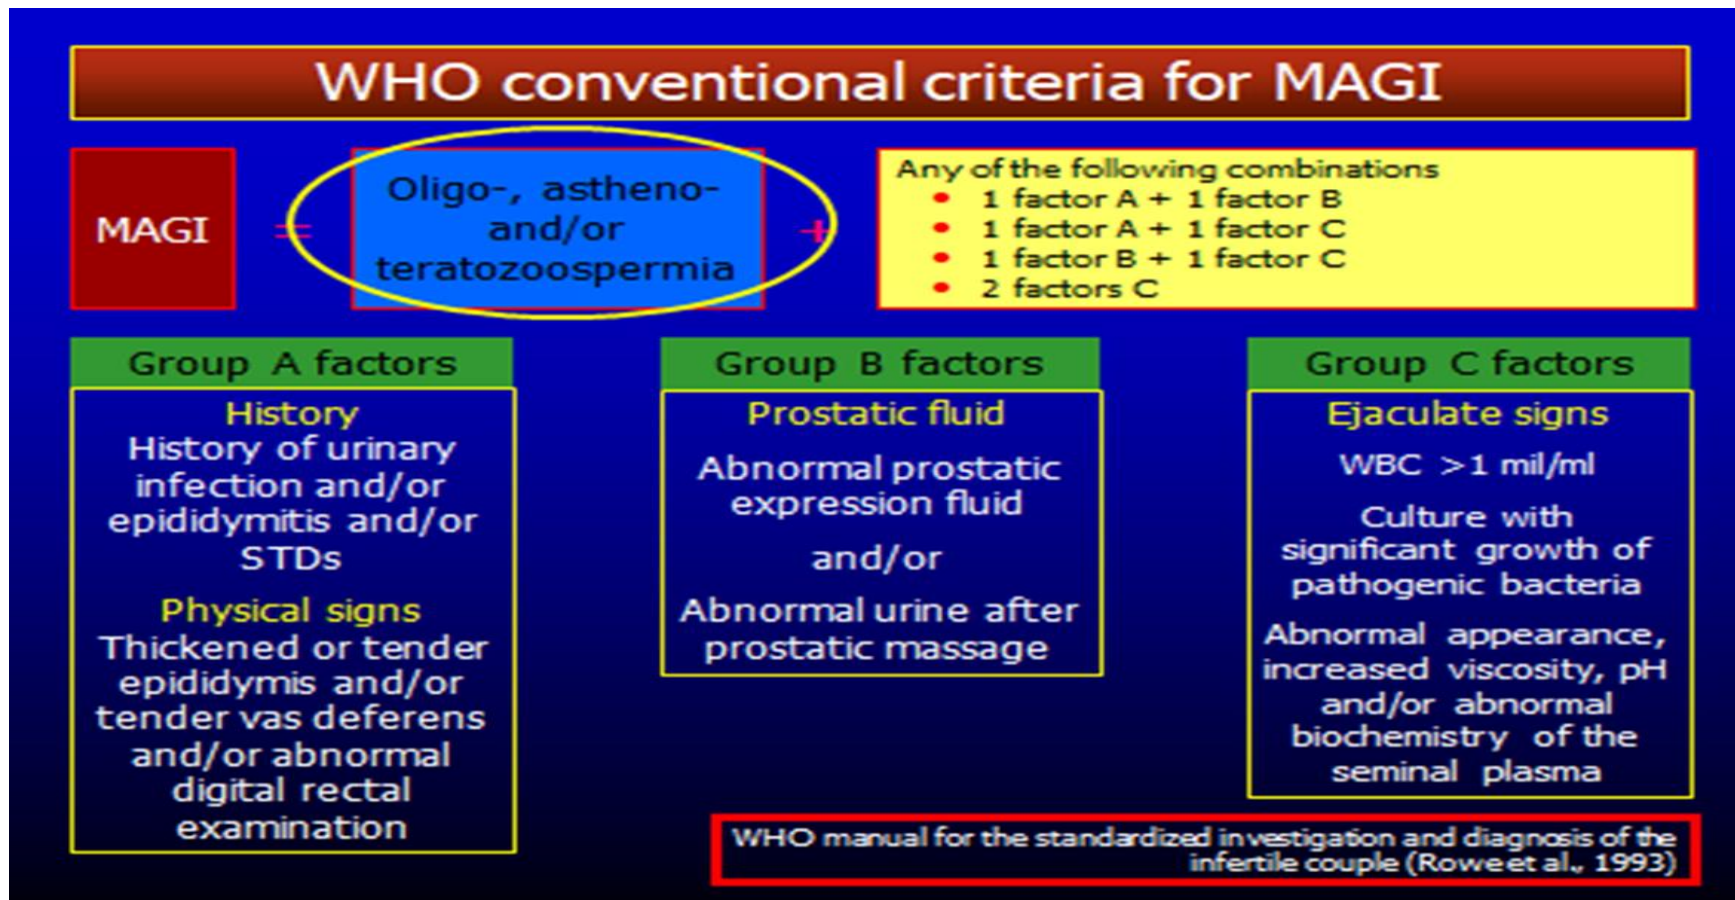 WHO conventional criteria for MAGI
MAGI
=
Oligo-, astheno-
and/or
teratozoospermia
+
Any of the following combinations
• 1 factor A + 1 factor B
• 1 factor A + 1 factor C
• 1 factor B + 1 factor C
• 2 factors C
Group A factors
History
History of urinary
infection and/or
epididymitis and/or
STDs
Physical signs
Thickened or tender
epididymis and/or
tender vas deferens
and/or abnormal
digital rectal
examination
Group B factors
Prostatic fluid
Abnormal prostatic
expression fluid
and/or
Abnormal urine after
prostatic massage
Group C factors
Ejaculate signs
WBC >1 mil/ml
Culture with
significant growth of
pathogenic bacteria
Abnormal appearance,
increased viscosity, pH
and/or abnormal
biochemistry of the
seminal plasma
WHO manual for the standardized investigation and diagnosis of the
infertile couple (Rowe et al., 1993)